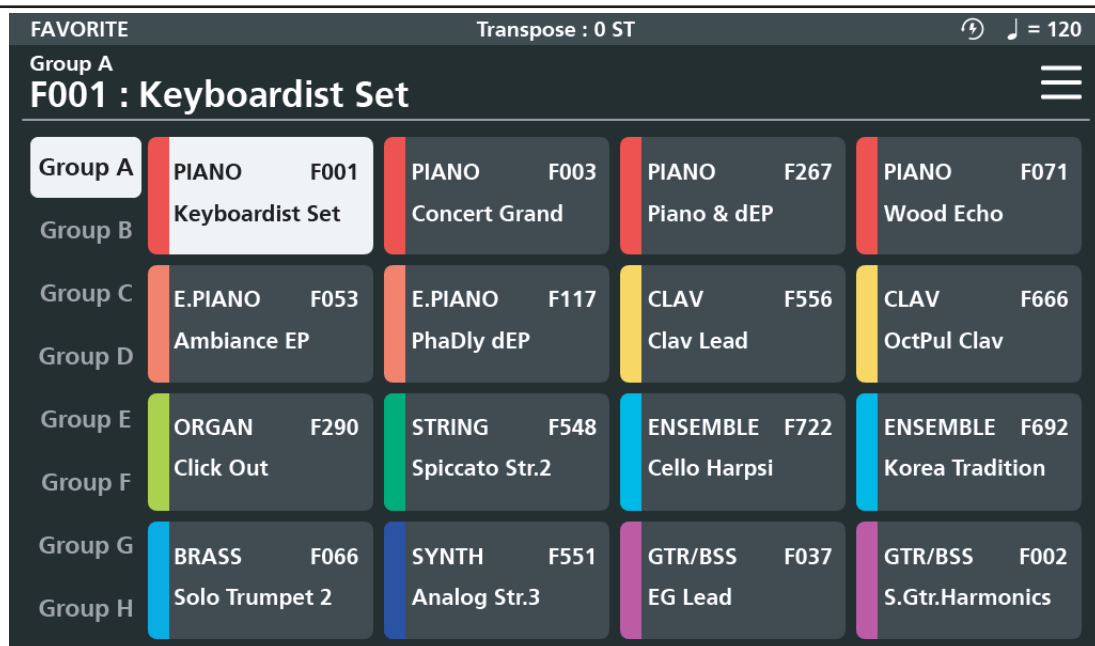 FAVORITE Transpose : 0 ST ♩ = 120
Group A
F001 : Keyboardist Set
Group A
Group B
Group C
Group D
Group E
Group F
Group G
Group H
PIANO F001
Keyboardist Set
PIANO F003
Concert Grand
PIANO F267
Piano & dEP
PIANO F071
Wood Echo
E.PIANO F053
Ambiance EP
E.PIANO F117
PhaDly dEP
CLAV F556
Clav Lead
CLAV F666
OctPul Clav
ORGAN F290
Click Out
STRING F548
Spiccato Str.2
ENSEMBLE F722
Cello Harpsi
ENSEMBLE F692
Korea Tradition
BRASS F066
Solo Trumpet 2
SYNTH F551
Analog Str.3
GTR/BSS F037
EG Lead
GTR/BSS F002
S.Gtr.Harmonics